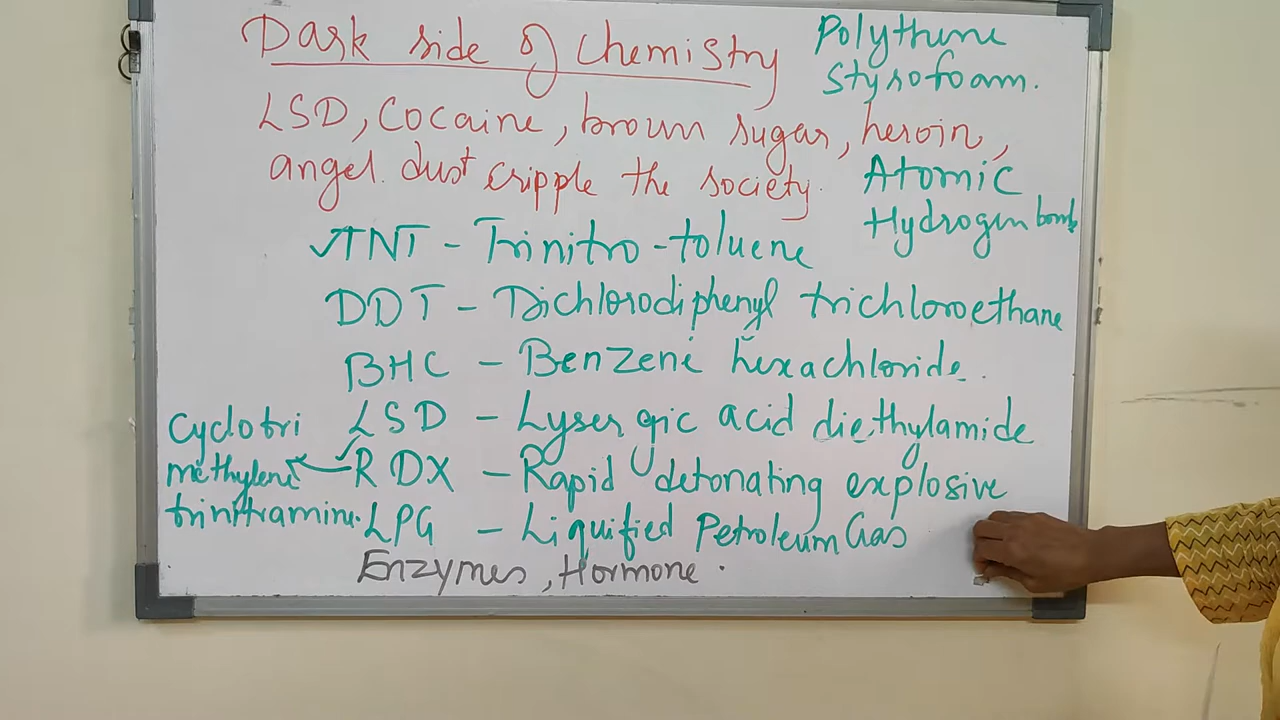 Dark side of Chemistry
Polythene
Styrofoam.
LSD, Cocaine, brown sugar, heroin,
angel dust cripple the society.
Atomic
Hydrogen bomb
✓TNT - Trinitro-toluene
DDT - Dichlorodiphenyl trichloroethane
BHC - Benzene hexachloride.
LSD - Lysergic acid diethylamide
RDX - Rapid detonating explosive
Cyclotri
methylene
trinitramine.
LPG - Liquified Petroleum Gas
Enzymes, Hormone.